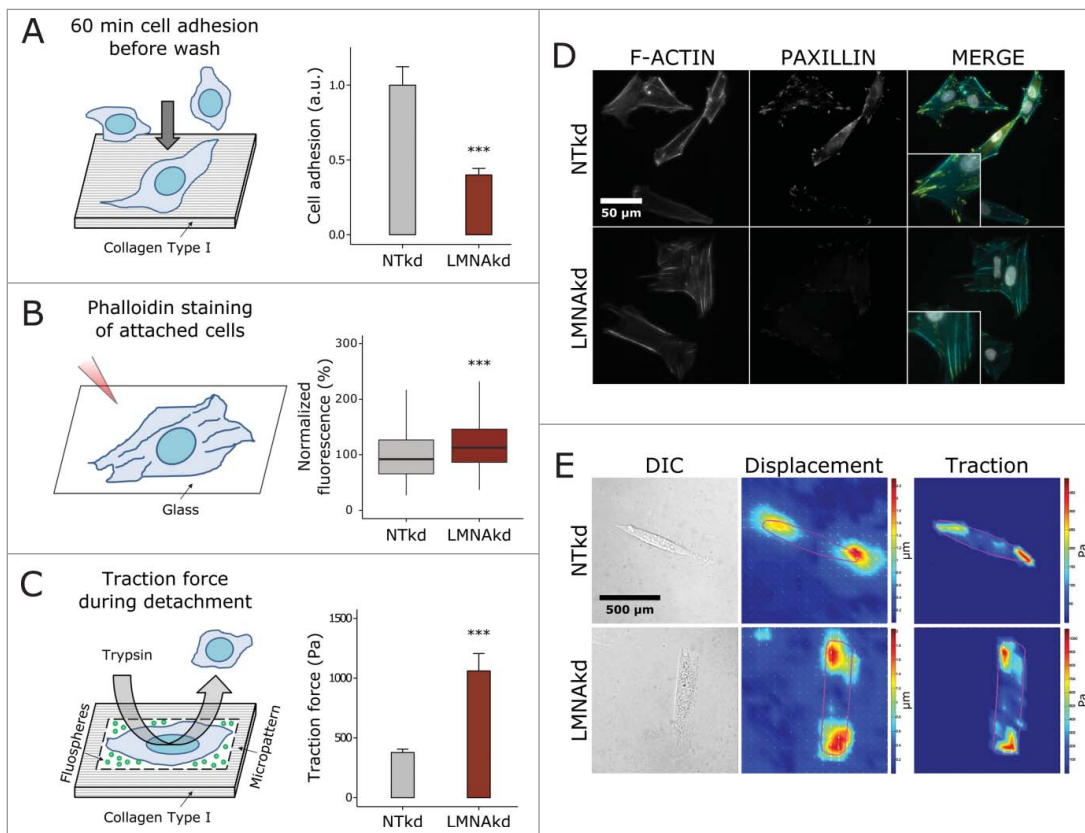 A
60 min cell adhesion
before wash
Collagen Type I
Cell adhesion (a.u.)
1.0
0.5
0.0
***
NTkd
LMNAkd
B
Phalloidin staining
of attached cells
Glass
Normalized
fluorescence (%)
300
200
100
0
***
NTkd
LMNAkd
C
Traction force
during detachment
Trypsin
Fluospheres
Micropattern
Collagen Type I
Traction force (Pa)
1500
1000
500
0
***
NTkd
LMNAkd
D
F-ACTIN
PAXILLIN
MERGE
NTkd
50 µm
LMNAkd
E
DIC
Displacement
Traction
NTkd
500 µm
µm
Pa
LMNAkd
µm
Pa